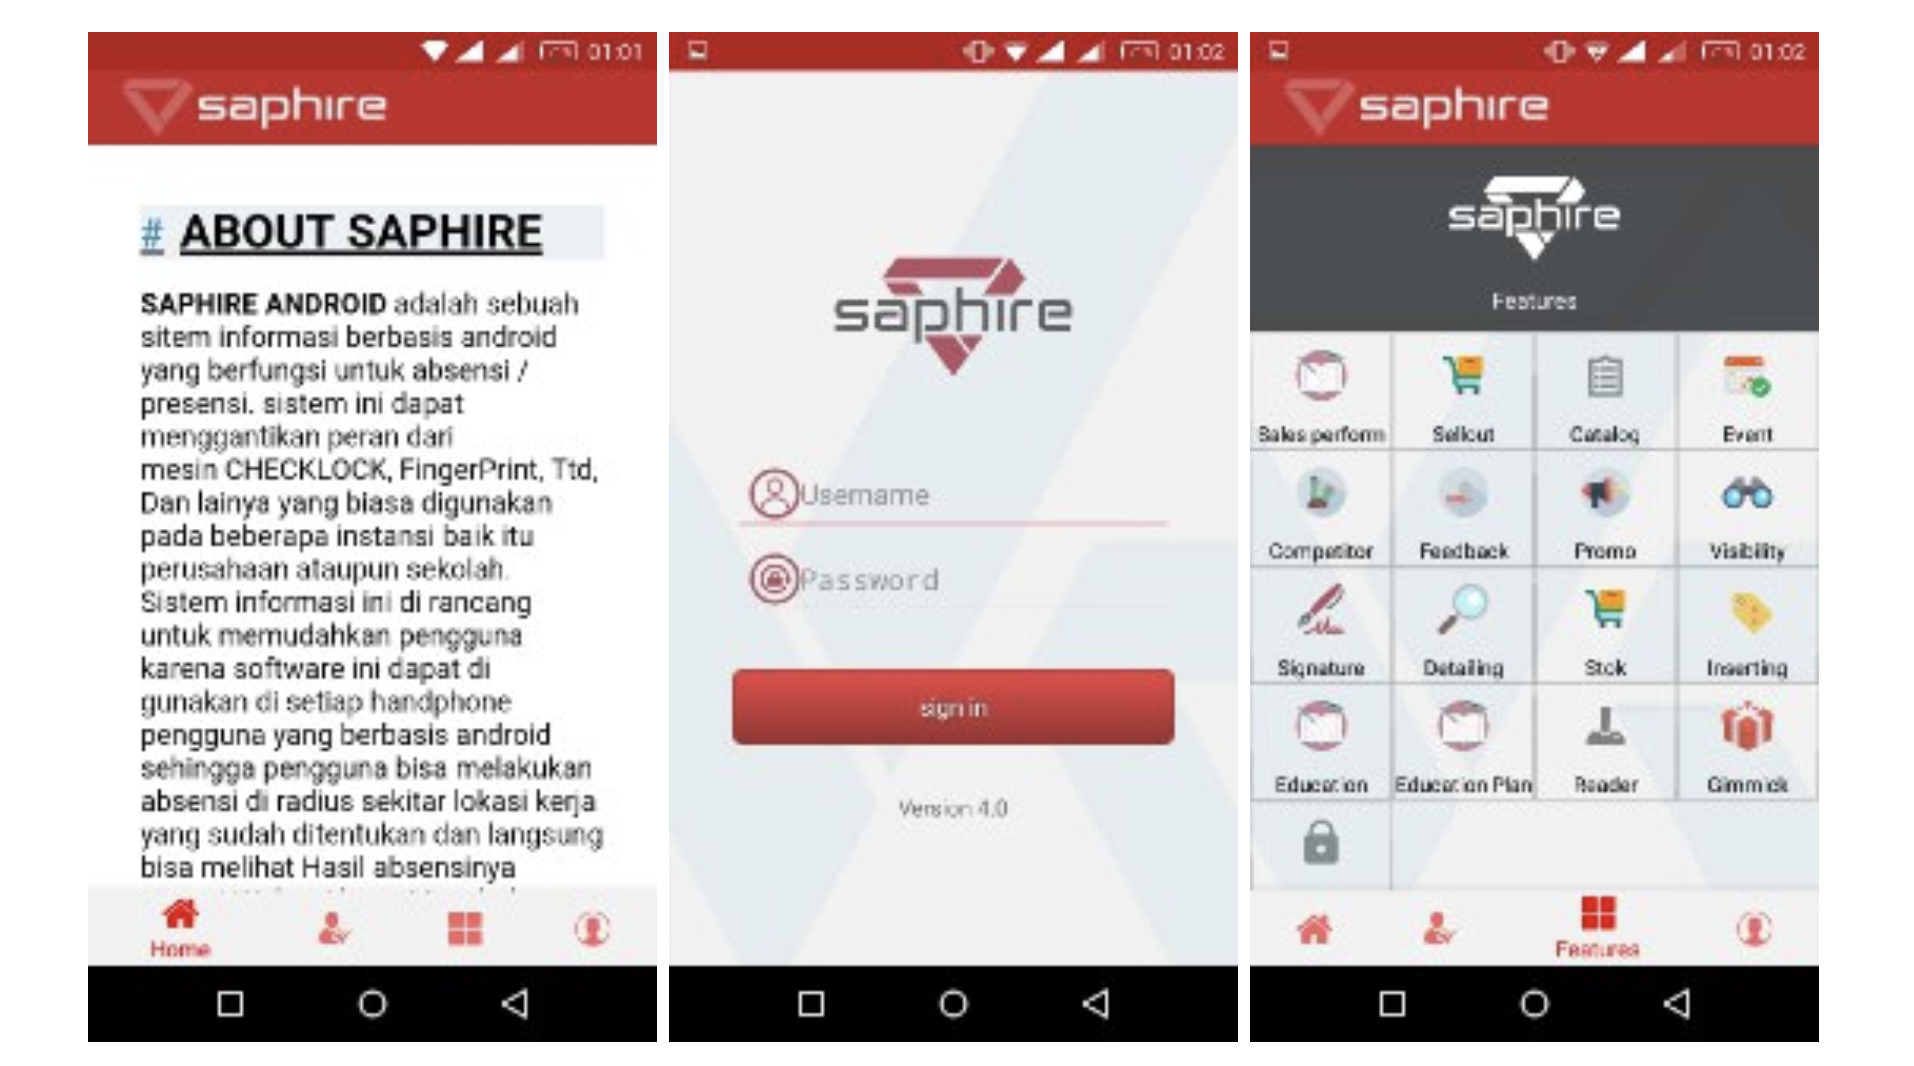 01:01
saphire
# ABOUT SAPHIRE
SAPHIRE ANDROID adalah sebuah
sitem informasi berbasis android
yang berfungsi untuk absensi /
presensi. sistem ini dapat
menggantikan peran dari
mesin CHECKLOCK, FingerPrint, Ttd,
Dan lainya yang biasa digunakan
pada beberapa instansi baik itu
perusahaan ataupun sekolah.
Sistem informasi ini di rancang
untuk memudahkan pengguna
karena software ini dapat di
gunakan di setiap handphone
pengguna yang berbasis android
sehingga pengguna bisa melakukan
absensi di radius sekitar lokasi kerja
yang sudah ditentukan dan langsung
bisa melihat Hasil absensinya
Home
01:02
saphire
Username
Password
sign in
Version 4.0
01:02
saphire
saphire
Features
Sales perform Sellout Catalog Event
Competitor Feedback Promo Visibility
Signature Detailing Stok Inserting
Education Education Plan Reader Gimmick
Features